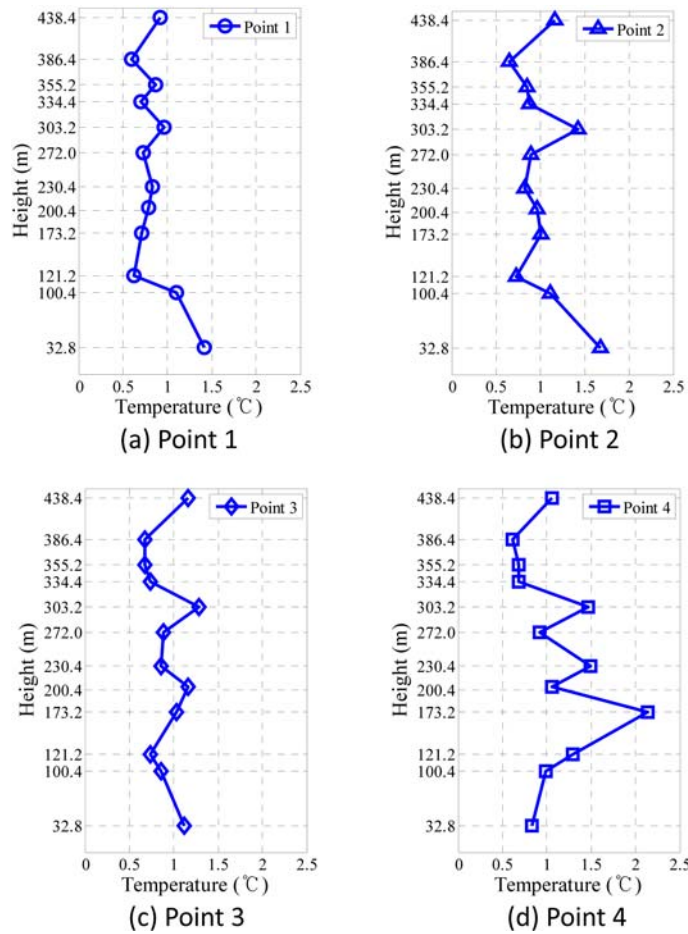 438.4
386.4
355.2
334.4
303.2
272.0
230.4
200.4
173.2
121.2
100.4
32.8
Height (m)
Point 1
0 0.5 1 1.5 2 2.5
Temperature (℃)
(a) Point 1
438.4
386.4
355.2
334.4
303.2
272.0
230.4
200.4
173.2
121.2
100.4
32.8
Height (m)
Point 2
0 0.5 1 1.5 2 2.5
Temperature (℃)
(b) Point 2
438.4
386.4
355.2
334.4
303.2
272.0
230.4
200.4
173.2
121.2
100.4
32.8
Height (m)
Point 3
0 0.5 1 1.5 2 2.5
Temperature (℃)
(c) Point 3
438.4
386.4
355.2
334.4
303.2
272.0
230.4
200.4
173.2
121.2
100.4
32.8
Height (m)
Point 4
0 0.5 1 1.5 2 2.5
Temperature (℃)
(d) Point 4